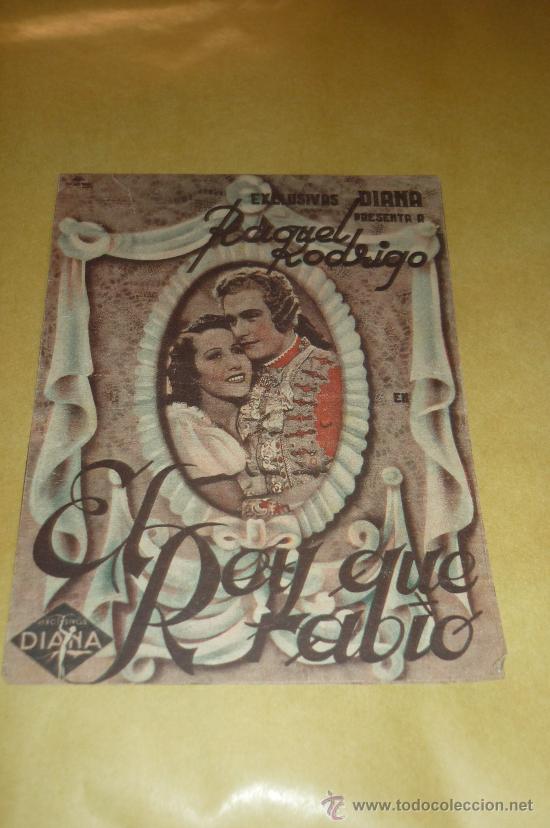 EXCLUSIVAS DIANA
PRESENTA A
Raquel
Rodrigo
EN
El
Rey que
rabió
DIANA
www.todocoleccion.net